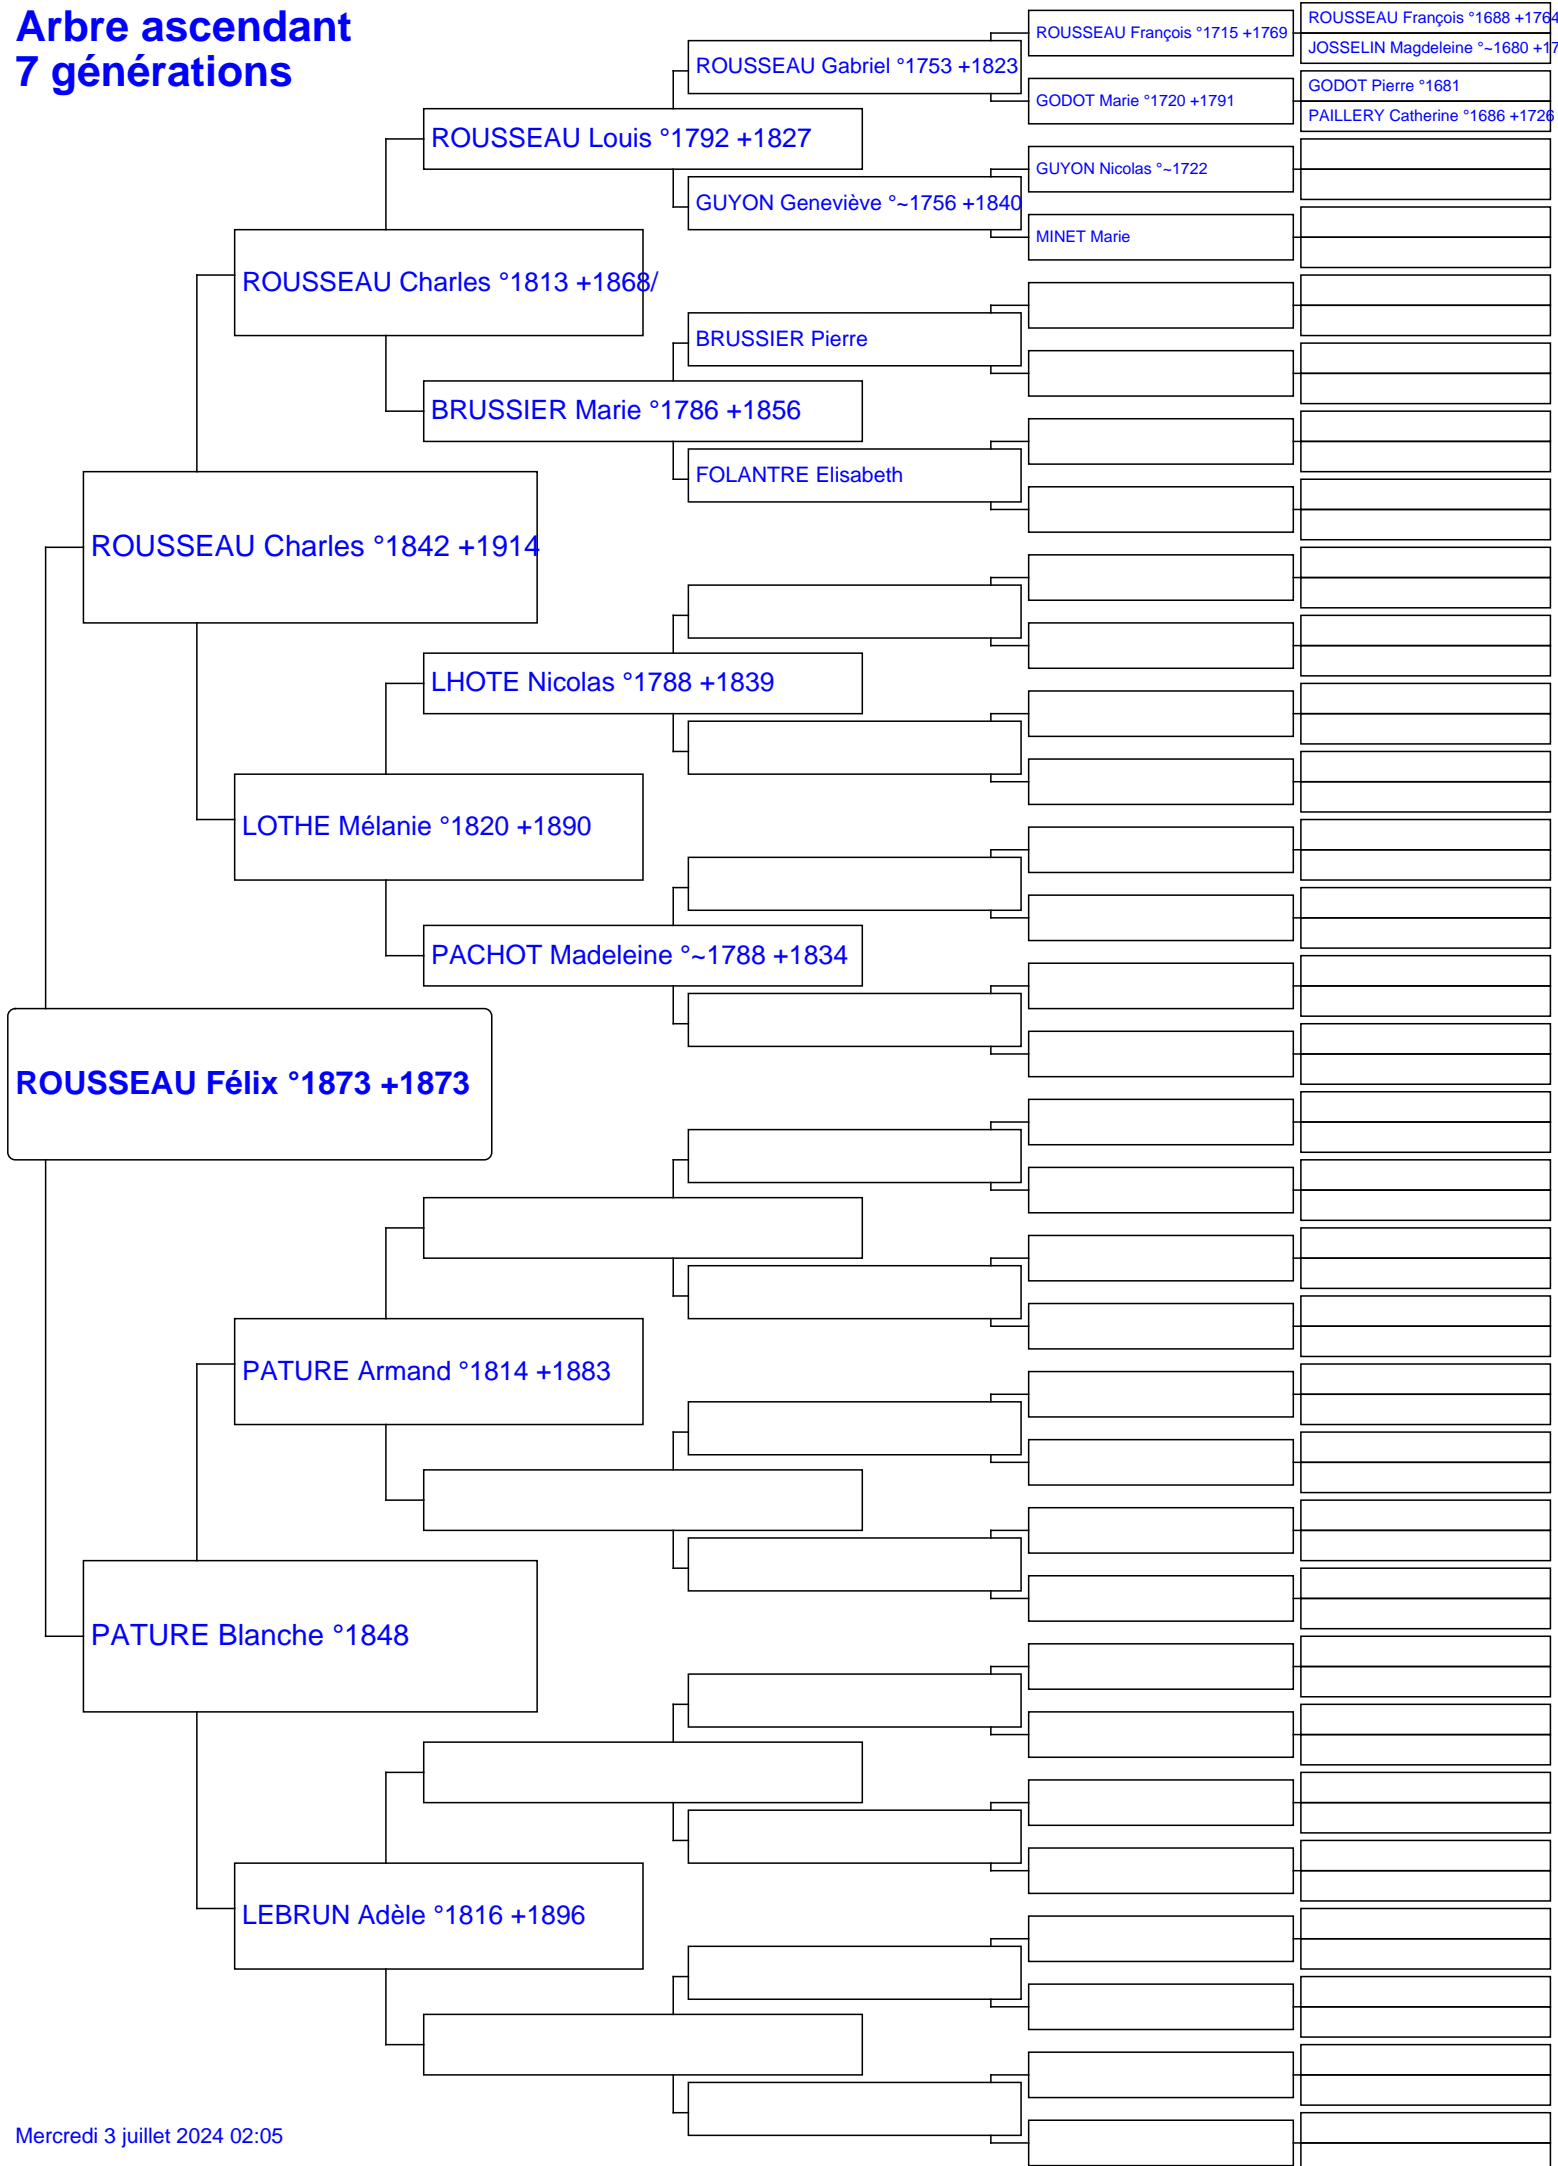 Arbre ascendant
7 générations
ROUSSEAU François °1688 +1764
JOSSELIN Magdeleine °~1680 +17
ROUSSEAU François °1715 +1769
GODOT Pierre °1681
PAILLERY Catherine °1686 +1726
GODOT Marie °1720 +1791
ROUSSEAU Gabriel °1753 +1823
ROUSSEAU Louis °1792 +1827
GUYON Nicolas °~1722
GUYON Geneviève °~1756 +1840
MINET Marie
ROUSSEAU Charles °1813 +1868/
BRUSSIER Pierre
BRUSSIER Marie °1786 +1856
FOLANTRE Elisabeth
ROUSSEAU Charles °1842 +1914
LHOTE Nicolas °1788 +1839
LOTHE Mélanie °1820 +1890
PACHOT Madeleine °~1788 +1834
ROUSSEAU Félix °1873 +1873
PATURE Armand °1814 +1883
PATURE Blanche °1848
LEBRUN Adèle °1816 +1896
Mercredi 3 juillet 2024 02:05